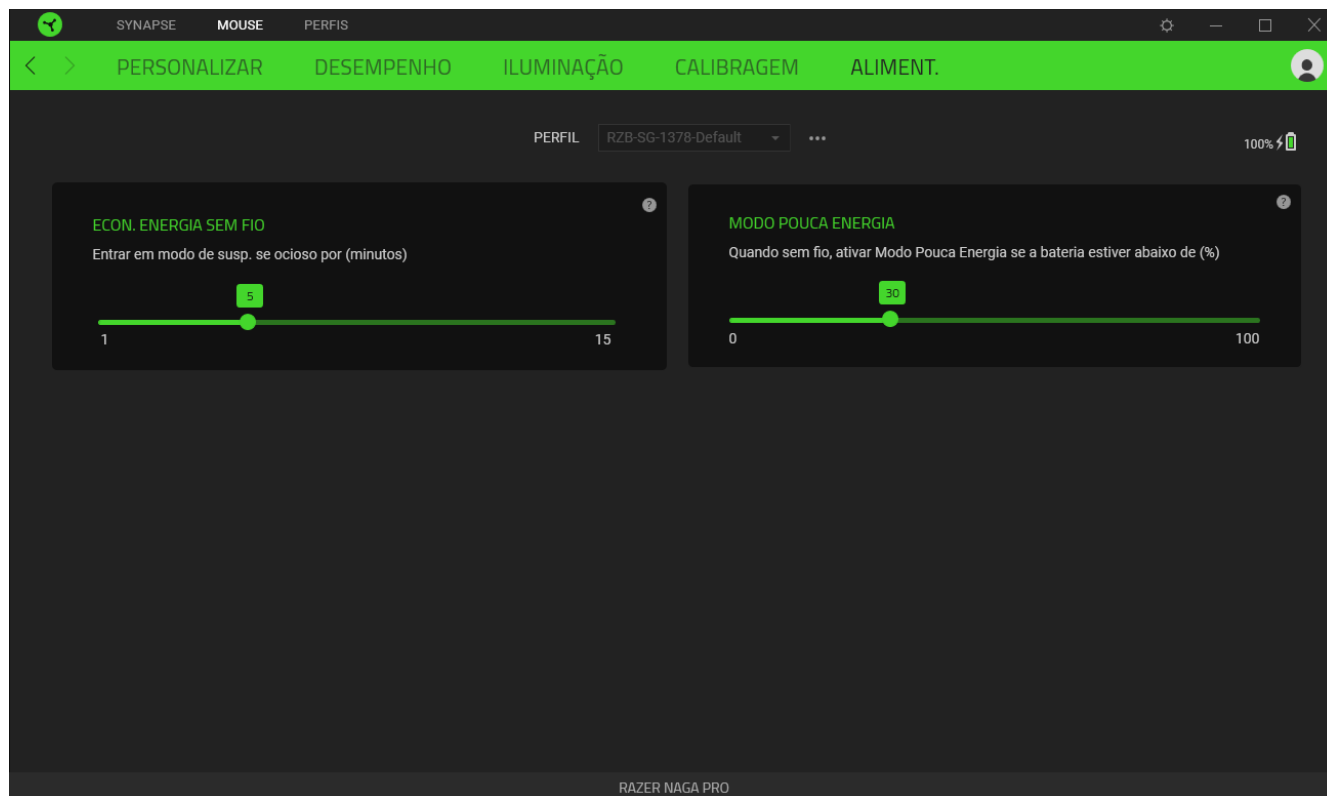 SYNAPSE MOUSE PERFIS
PERSONALIZAR DESEMPENHO ILUMINAÇÃO CALIBRAGEM ALIMENT.
PERFIL RZB-SG-1378-Default
100%
ECON. ENERGIA SEM FIO
Entrar em modo de susp. se ocioso por (minutos)
5
1 15
MODO POUCA ENERGIA
Quando sem fio, ativar Modo Pouca Energia se a bateria estiver abaixo de (%)
30
0 100
RAZER NAGA PRO